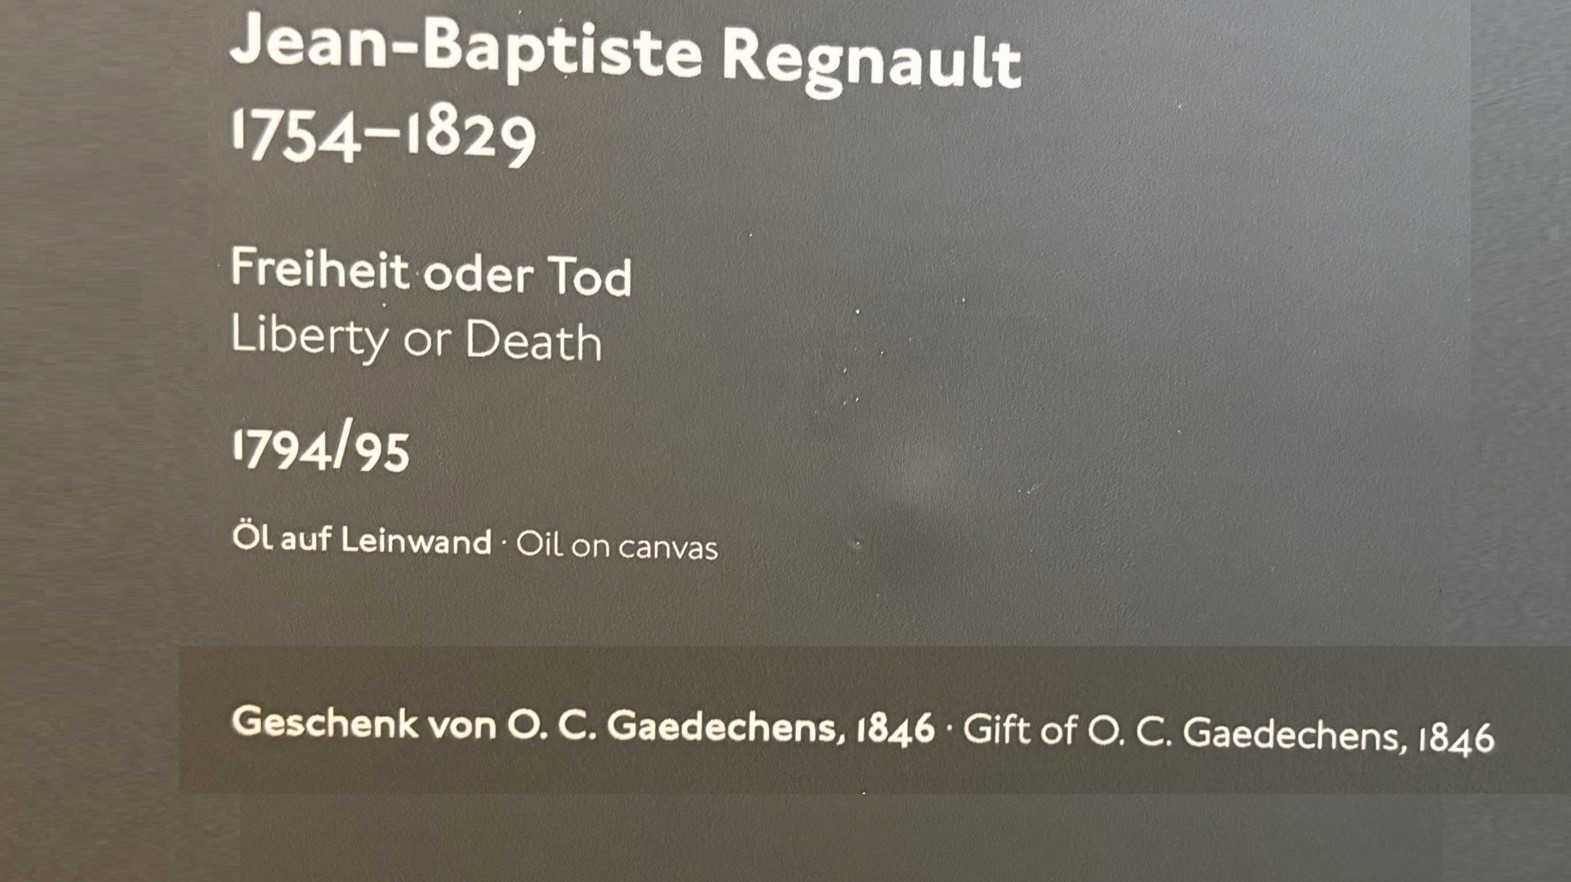 Jean-Baptiste Regnault
1754–1829
Freiheit oder Tod
Liberty or Death
1794/95
Öl auf Leinwand · Oil on canvas
Geschenk von O. C. Gaedechens, 1846 · Gift of O. C. Gaedechens, 1846